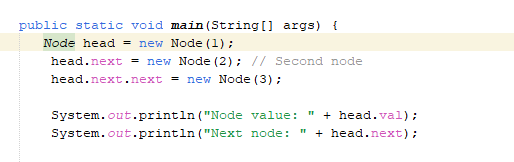 public static void main(String[] args) {
Node head = new Node(1);
head.next = new Node(2); // Second node
head.next.next = new Node(3);
System.out.println("Node value: " + head.val);
System.out.println("Next node: " + head.next);